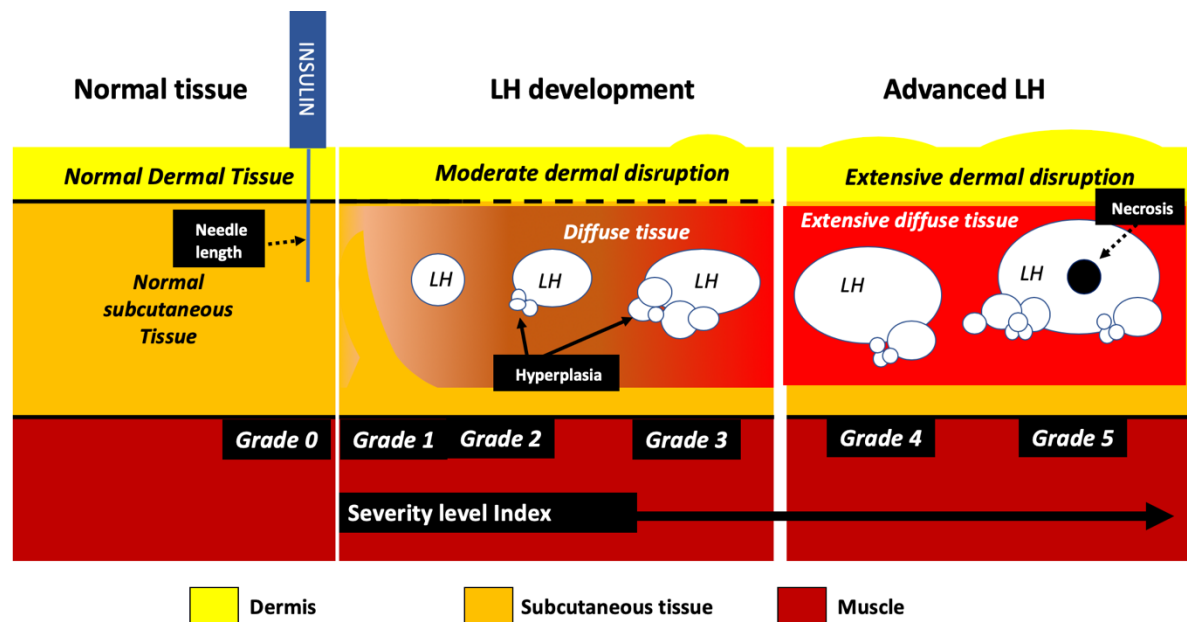 INSULIN
Normal tissue
LH development
Advanced LH
Normal Dermal Tissue
Moderate dermal disruption
Extensive dermal disruption
Needle
length
Normal
subcutaneous
Tissue
Diffuse tissue
LH
LH
LH
Hyperplasia
Extensive diffuse tissue
Necrosis
LH
LH
Grade 0
Grade 1
Grade 2
Grade 3
Grade 4
Grade 5
Severity level Index
Dermis
Subcutaneous tissue
Muscle